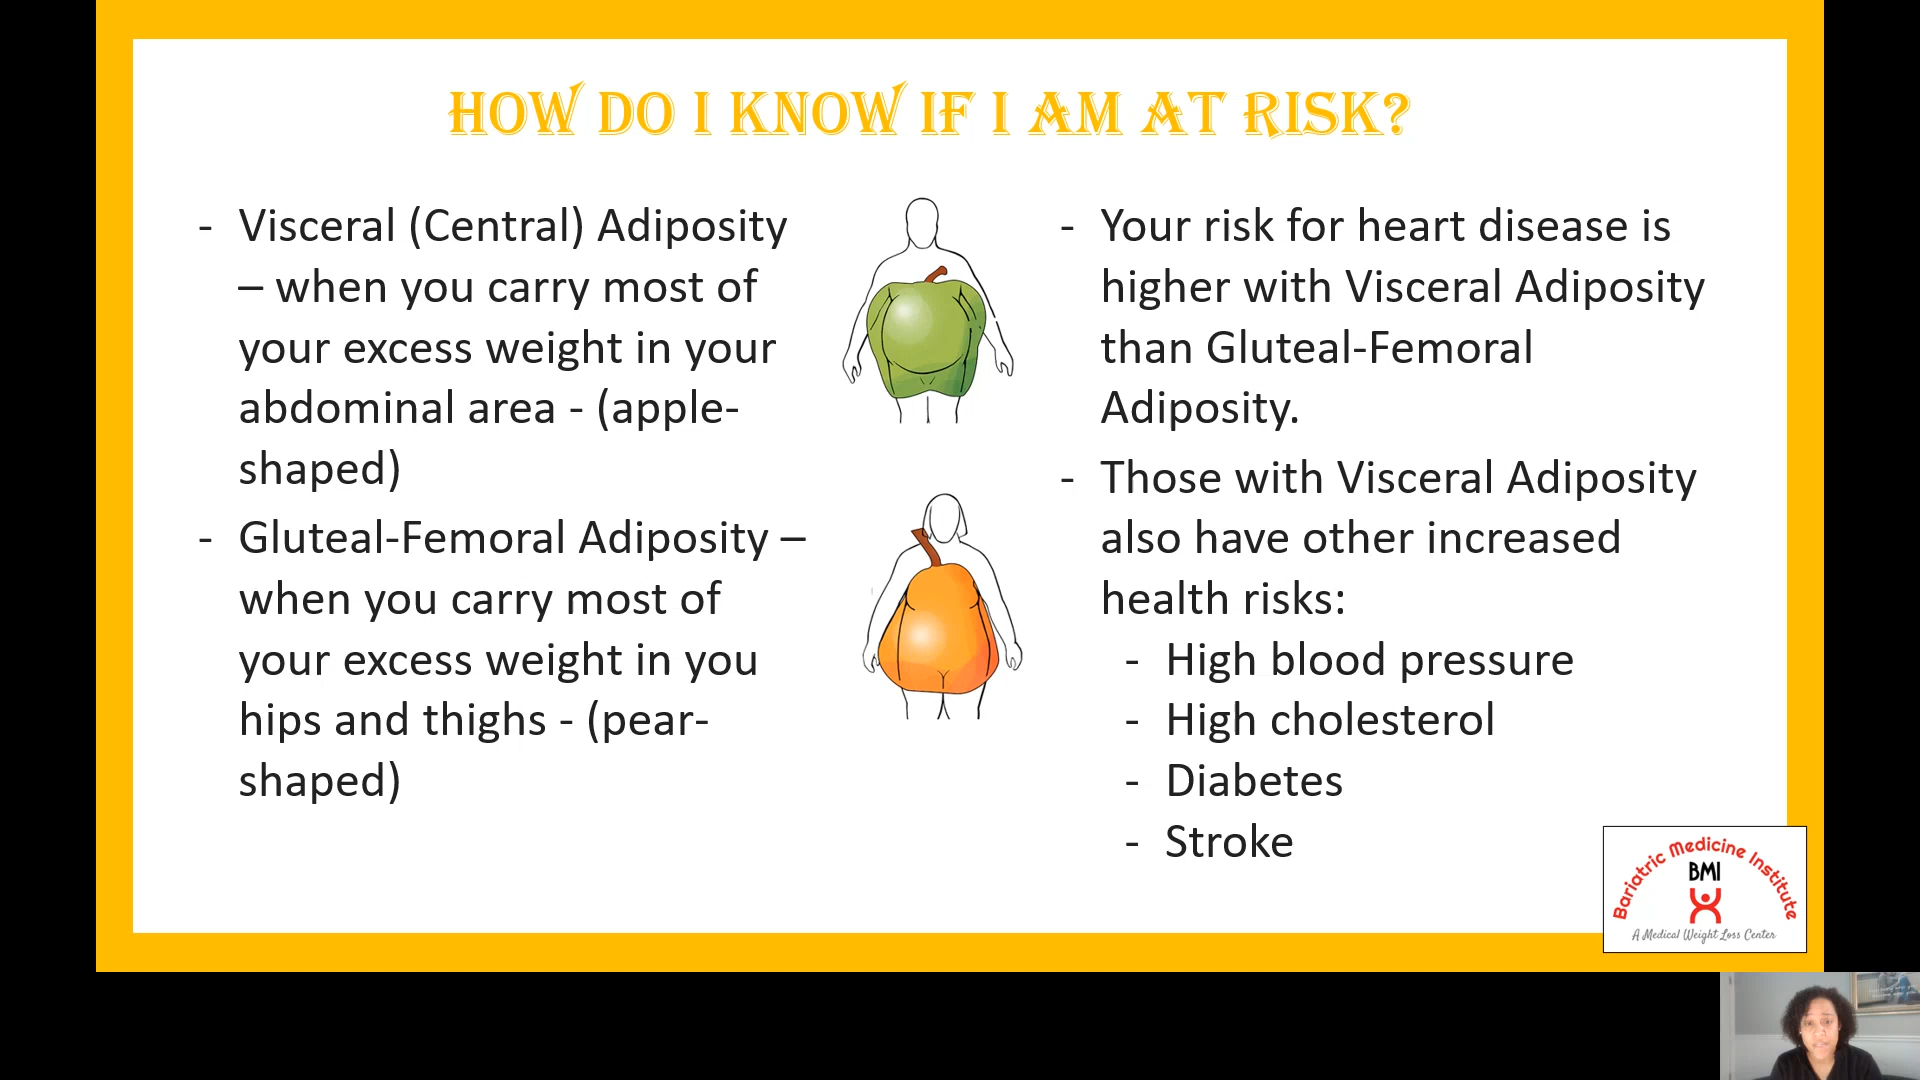 HOW DO I KNOW IF I AM AT RISK?
- Visceral (Central) Adiposity
– when you carry most of
your excess weight in your
abdominal area - (apple-
shaped)
- Gluteal-Femoral Adiposity –
when you carry most of
your excess weight in you
hips and thighs - (pear-
shaped)
- Your risk for heart disease is
higher with Visceral Adiposity
than Gluteal-Femoral
Adiposity.
- Those with Visceral Adiposity
also have other increased
health risks:
- High blood pressure
- High cholesterol
- Diabetes
- Stroke
Bariatric Medicine Institute
BMI
A Medical Weight Loss Center